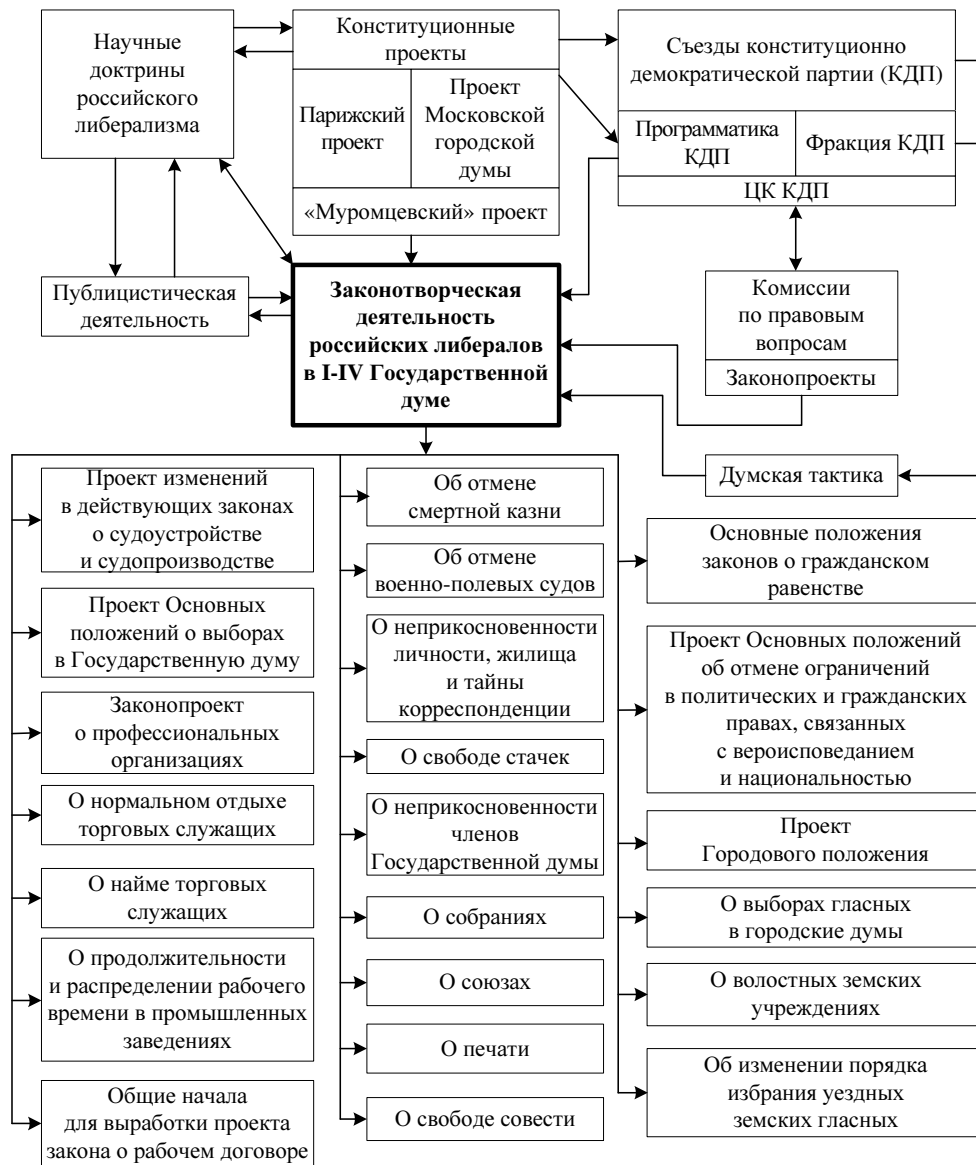 Научные
доктрины
российского
либерализма
Конституционные
проекты
Парижский
проект
Проект
Московской
городской
думы
«Муромцевский» проект
Съезды конституционно
демократической партии (КДП)
Программатика
КДП
Фракция КДП
ЦК КДП
Публицистическая
деятельность
Законотворческая
деятельность
российских либералов
в I-IV Государственной
думе
Комиссии
по правовым
вопросам
Законопроекты
Думская тактика
Проект изменений
в действующих законах
о судоустройстве
и судопроизводстве
Проект Основных
положений о выборах
в Государственную думу
Законопроект
о профессиональных
организациях
О нормальном отдыхе
торговых служащих
О найме торговых
служащих
О продолжительности
и распределении рабочего
времени в промышленных
заведениях
Общие начала
для выработки проекта
закона о рабочем договоре
Об отмене
смертной казни
Об отмене
военно-полевых судов
О неприкосновенности
личности, жилища
и тайны
корреспонденции
О свободе стачек
О неприкосновенности
членов
Государственной думы
О собраниях
О союзах
О печати
О свободе совести
Основные положения
законов о гражданском
равенстве
Проект Основных положений
об отмене ограничений
в политических и гражданских
правах, связанных
с вероисповеданием
и национальностью
Проект
Городового положения
О выборах гласных
в городские думы
О волостных земских
учреждениях
Об изменении порядка
избрания уездных
земских гласных